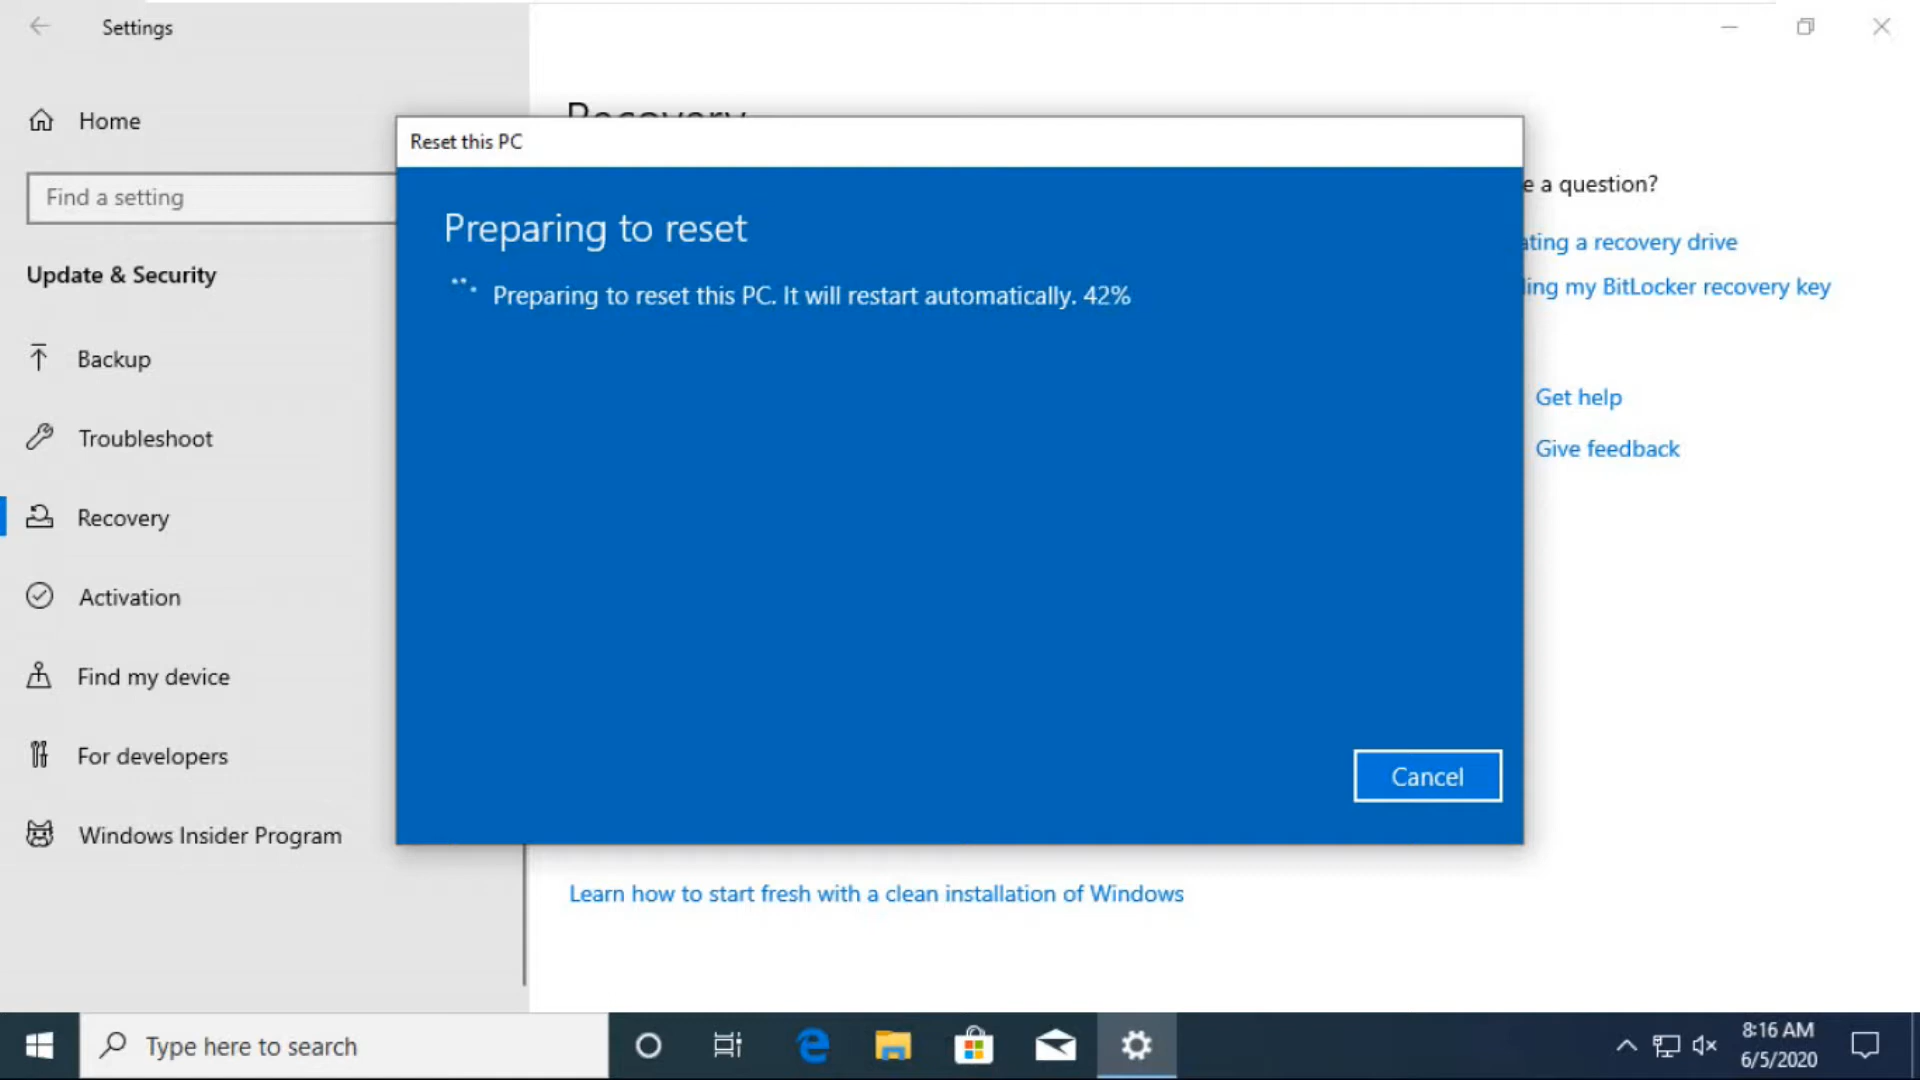 Settings
Home
Find a setting
Update & Security
Backup
Troubleshoot
Recovery
Activation
Find my device
For developers
Windows Insider Program
Recovery
Reset this PC
Preparing to reset
Preparing to reset this PC. It will restart automatically. 42%
Cancel
e a question?
ating a recovery drive
ling my BitLocker recovery key
Get help
Give feedback
Learn how to start fresh with a clean installation of Windows
Type here to search
8:16 AM
6/5/2020